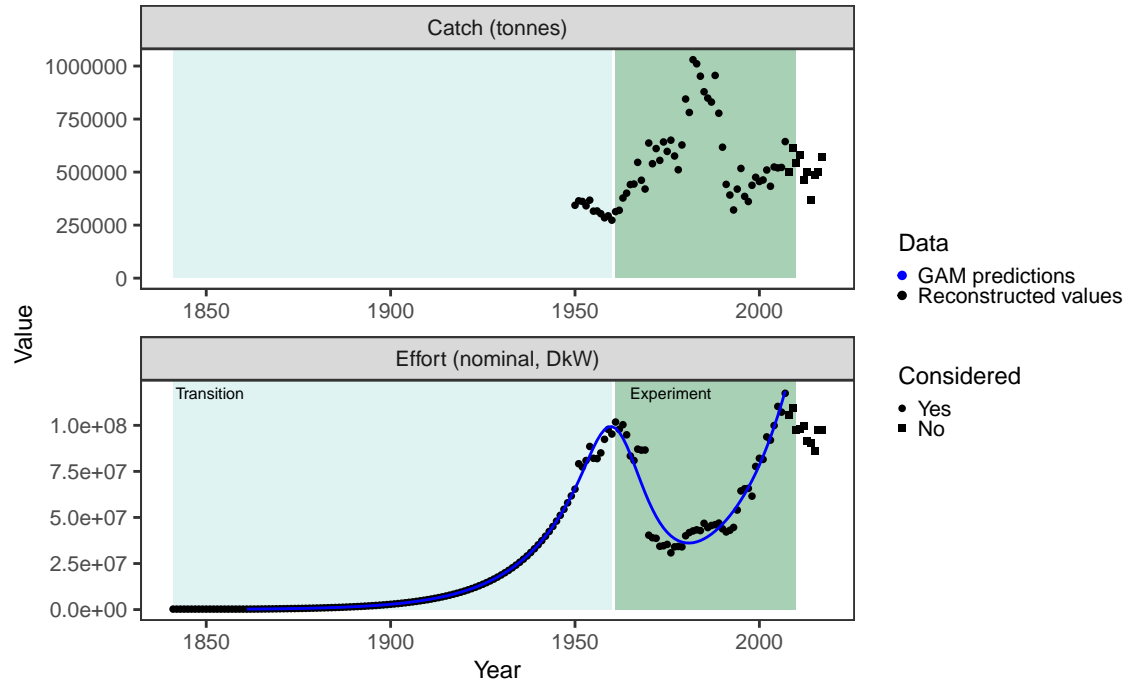 Catch (tonnes)
1000000
750000
500000
250000
0
1850 1900 1950 2000
Value
Effort (nominal, DkW)
Transition Experiment
1.0e+08
7.5e+07
5.0e+07
2.5e+07
0.0e+00
1850 1900 1950 2000
Year
Data
GAM predictions
Reconstructed values
Considered
Yes
No